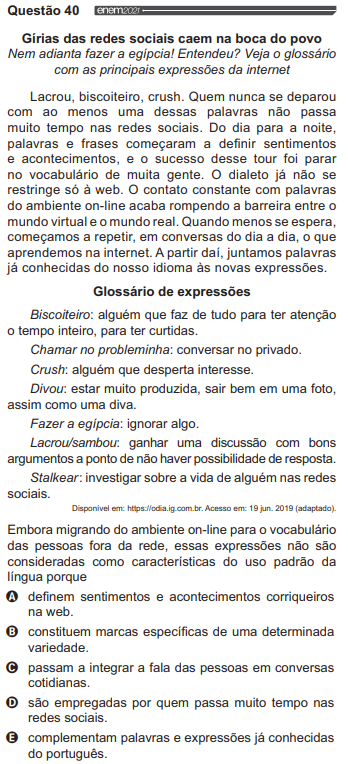 Questão 40 enem2021
Gírias das redes sociais caem na boca do povo
Nem adianta fazer a egípcia! Entendeu? Veja o glossário
com as principais expressões da internet
Lacrou, biscoiteiro, crush. Quem nunca se deparou
com ao menos uma dessas palavras não passa
muito tempo nas redes sociais. Do dia para a noite,
palavras e frases começaram a definir sentimentos
e acontecimentos, e o sucesso desse tour foi parar
no vocabulário de muita gente. O dialeto já não se
restringe só à web. O contato constante com palavras
do ambiente on-line acaba rompendo a barreira entre o
mundo virtual e o mundo real. Quando menos se espera,
começamos a repetir, em conversas do dia a dia, o que
aprendemos na internet. A partir daí, juntamos palavras
já conhecidas do nosso idioma às novas expressões.
Glossário de expressões
Biscoiteiro: alguém que faz de tudo para ter atenção
o tempo inteiro, para ter curtidas.
Chamar no probleminha: conversar no privado.
Crush: alguém que desperta interesse.
Divou: estar muito produzida, sair bem em uma foto,
assim como uma diva.
Fazer a egípcia: ignorar algo.
Lacrou/sambou: ganhar uma discussão com bons
argumentos a ponto de não haver possibilidade de resposta.
Stalkear: investigar sobre a vida de alguém nas redes
sociais.
Disponível em: https://odia.ig.com.br. Acesso em: 19 jun. 2019 (adaptado).
Embora migrando do ambiente on-line para o vocabulário
das pessoas fora da rede, essas expressões não são
consideradas como características do uso padrão da
língua porque
A definem sentimentos e acontecimentos corriqueiros
na web.
B constituem marcas específicas de uma determinada
variedade.
C passam a integrar a fala das pessoas em conversas
cotidianas.
D são empregadas por quem passa muito tempo nas
redes sociais.
E complementam palavras e expressões já conhecidas
do português.